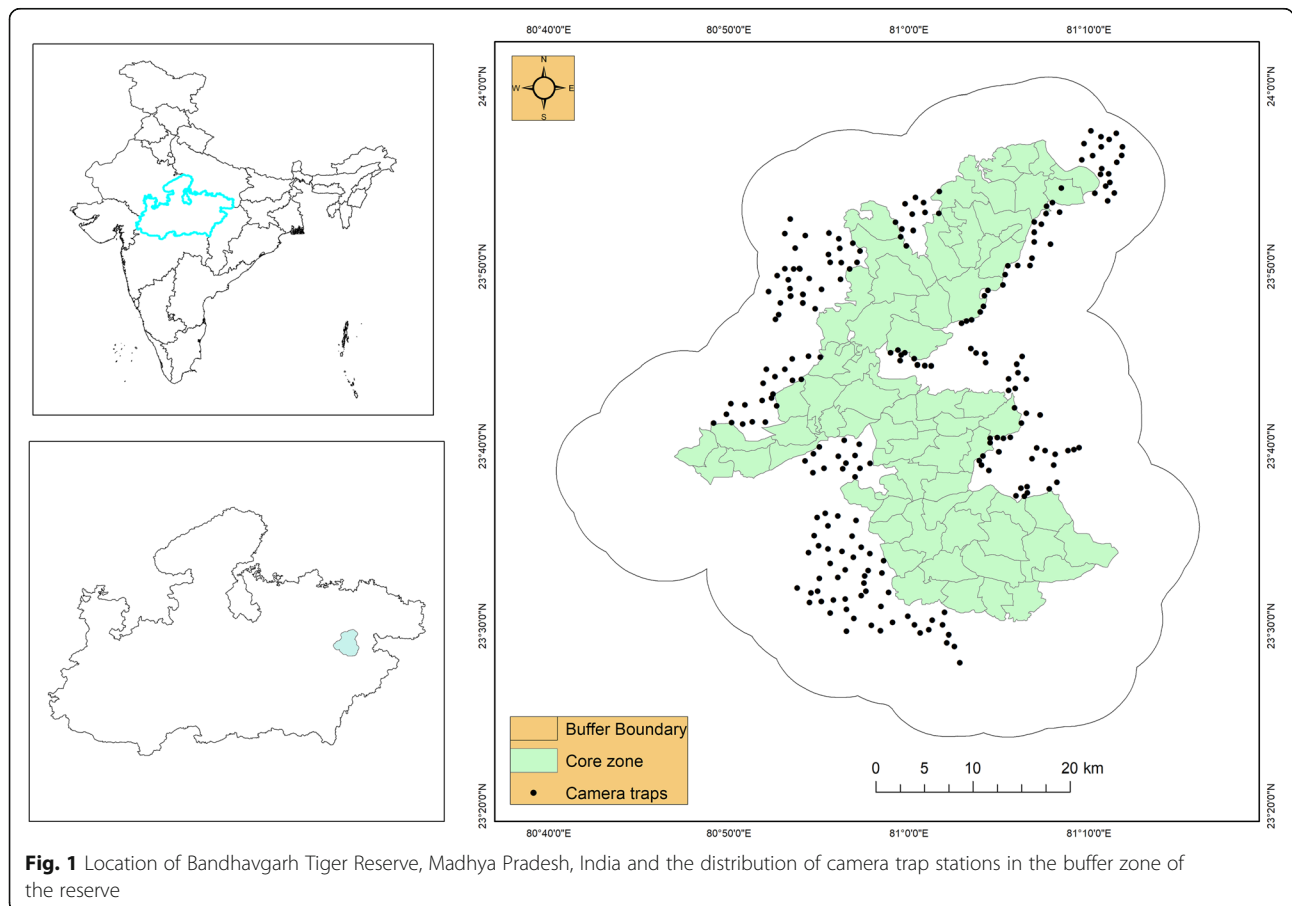 80°40'0"E 80°50'0"E 81°0'0"E 81°10'0"E
N
W E
S
24°0'0"N
23°50'0"N
23°40'0"N
23°30'0"N
23°20'0"N
24°0'0"N
23°50'0"N
23°40'0"N
23°30'0"N
23°20'0"N
Buffer Boundary
Core zone
Camera traps
0 5 10 20 km
80°40'0"E 80°50'0"E 81°0'0"E 81°10'0"E
Fig. 1 Location of Bandhavgarh Tiger Reserve, Madhya Pradesh, India and the distribution of camera trap stations in the buffer zone of
the reserve